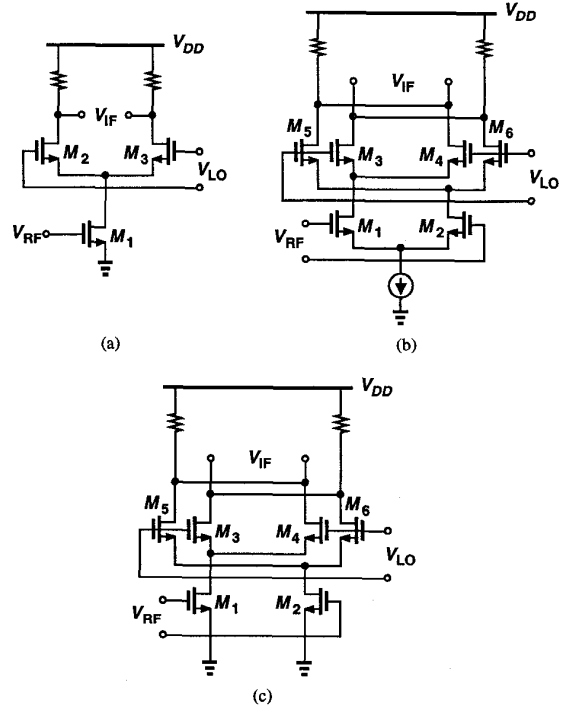 V_DD
V_IF
M_2
M_3
V_LO
V_RF
M_1
(a)
V_DD
V_IF
M_5
M_6
M_3
M_4
V_LO
V_RF
M_1
M_2
(b)
V_DD
V_IF
M_5
M_6
M_3
M_4
V_LO
V_RF
M_1
M_2
(c)